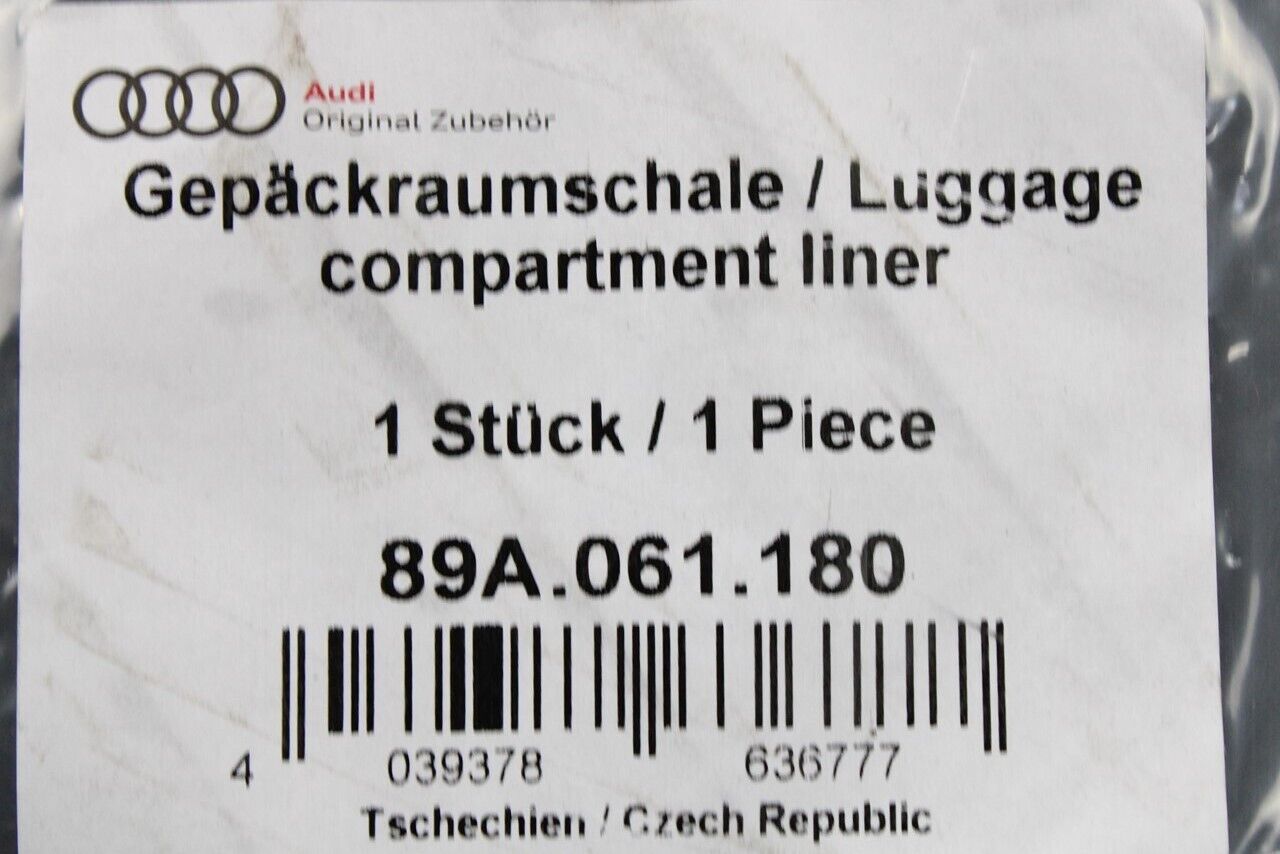 Audi
Original Zubehör
Gepäckraumschale / Luggage
compartment liner
1 Stück / 1 Piece
89A.061.180
4 039378 636777
Tschechien / Czech Republic